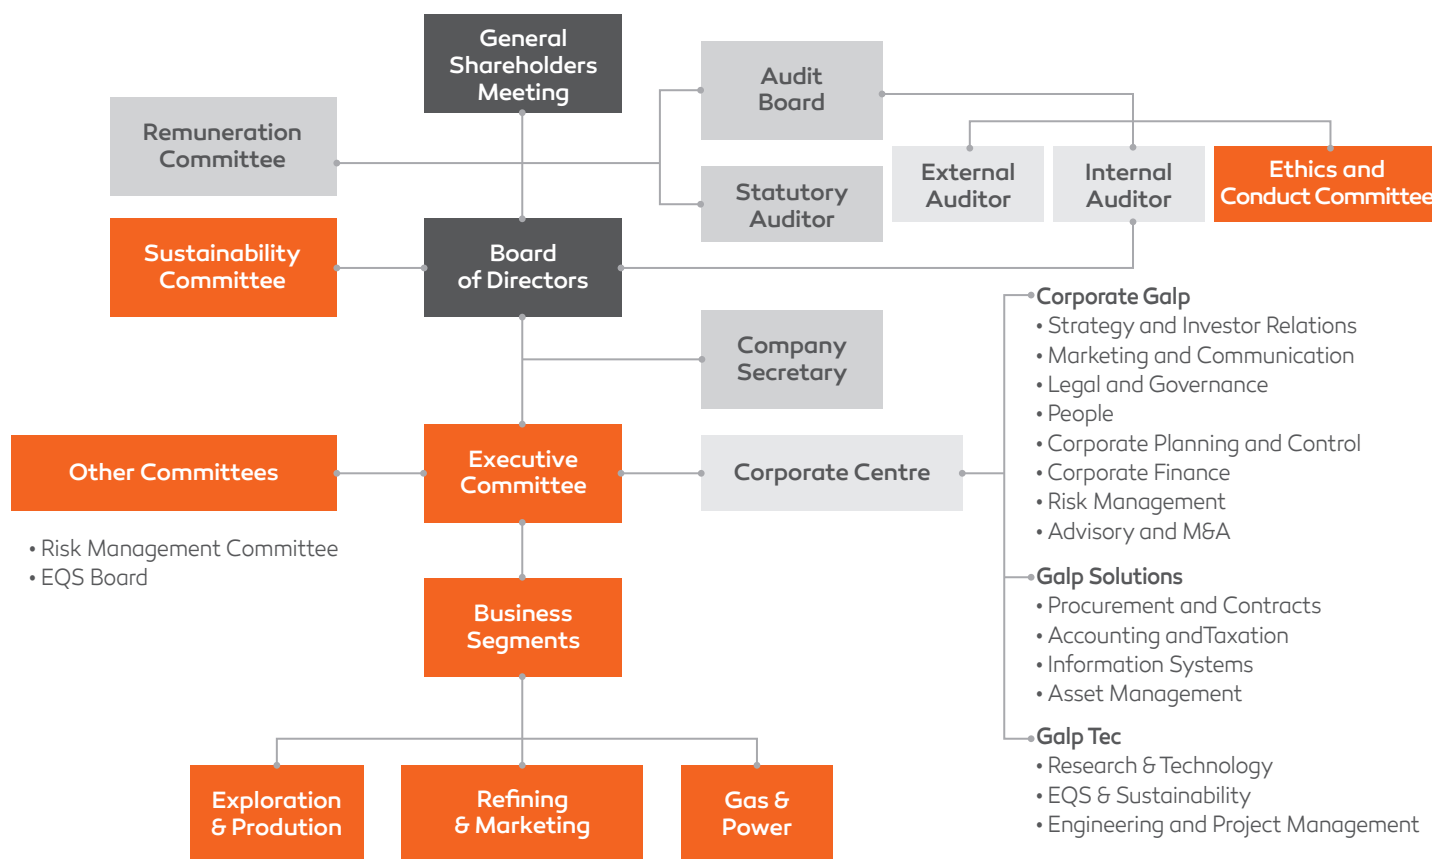 General
Shareholders
Meeting
Audit
Board
Remuneration
Committee
External
Auditor
Internal
Auditor
Ethics and
Conduct Committee
Statutory
Auditor
Sustainability
Committee
Board
of Directors
Company
Secretary
Other Committees
• Risk Management Committee
• EQS Board
Executive
Committee
Corporate Centre
Corporate Galp
• Strategy and Investor Relations
• Marketing and Communication
• Legal and Governance
• People
• Corporate Planning and Control
• Corporate Finance
• Risk Management
• Advisory and M&A
Galp Solutions
• Procurement and Contracts
• Accounting andTaxation
• Information Systems
• Asset Management
Galp Tec
• Research & Technology
• EQS & Sustainability
• Engineering and Project Management
Business
Segments
Exploration
& Prodution
Refining
& Marketing
Gas &
Power